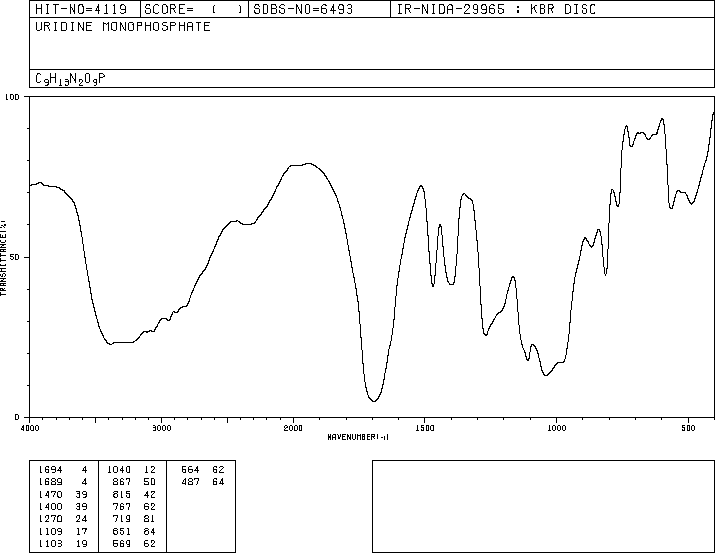 HIT-NO=4119 SCORE= ( ) SDBS-NO=6493 IR-NIDA-29965 : KBR DISC
URIDINE MONOPHOSPHATE
C9H13N2O9P
100
50
0
TRANSMITTANCE(%)
4000 3000 2000 1500 1000 500
WAVENUMBER(-1)
1694 4 1040 12 564 62
1689 4 867 50 487 64
1470 39 815 42
1400 39 767 62
1270 24 719 81
1109 17 651 84
1103 19 569 62